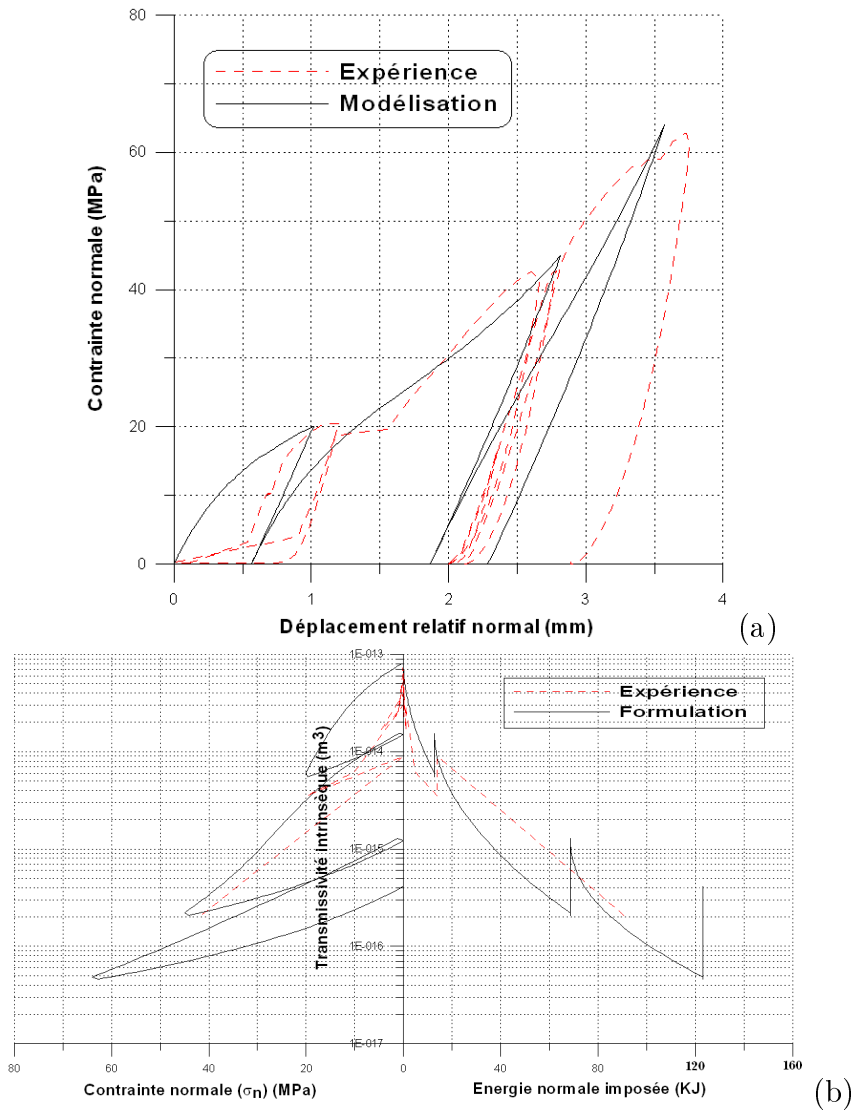 80
60
40
20
0
Contrainte normale (MPa)
Expérience
Modélisation
0
1
2
3
4
Déplacement relatif normal (mm)
(a)
1E-013
1E-014
1E-015
1E-016
1E-017
Transmissivité intrinsèque (m3)
Expérience
Formulation
80
60
40
20
0
40
80
120
160
Contrainte normale (σn) (MPa)
Energie normale imposée (KJ)
(b)